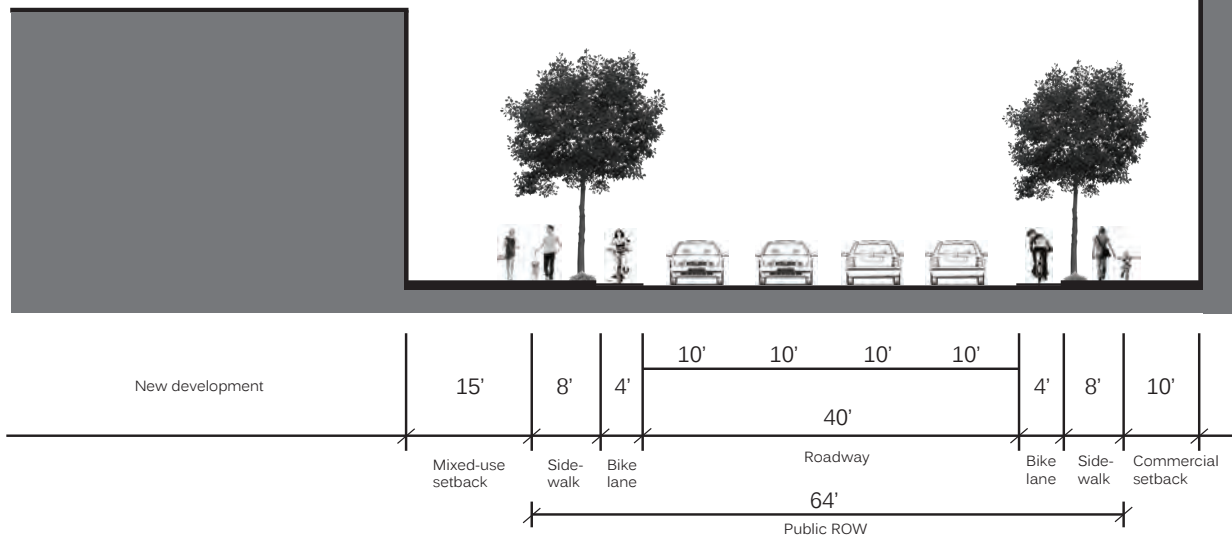 10’ 10’ 10’ 10’
New development 15’ 8’ 4’ 4’ 8’ 10’
40’
Mixed-use
setback
Side-
walk
Bike
lane
Roadway
Bike
lane
Side-
walk
Commercial
setback
64’
Public ROW